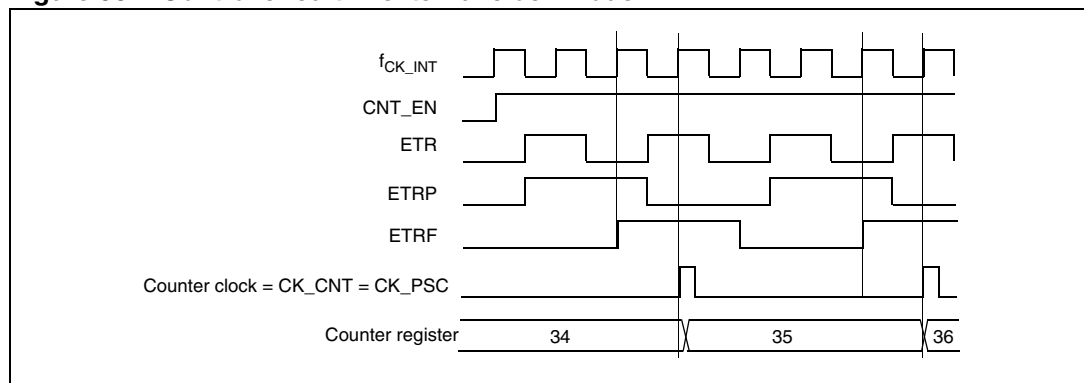 f_CK_INT
CNT_EN
ETR
ETRP
ETRF
Counter clock = CK_CNT = CK_PSC
Counter register 34 35 36